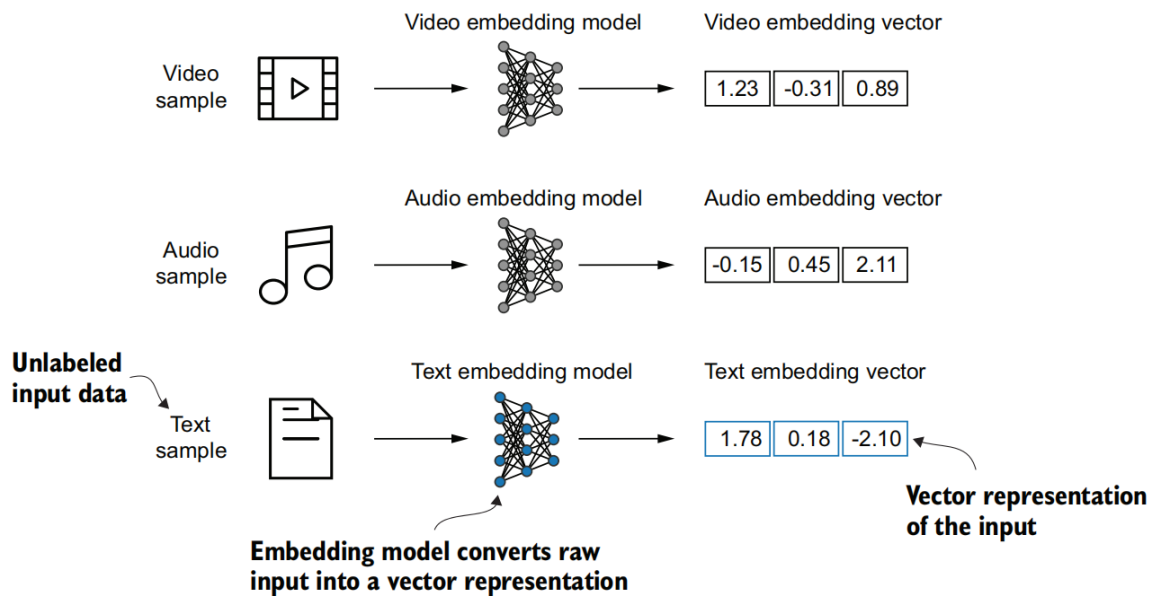 Video embedding model
Video embedding vector
Video
sample
1.23 -0.31 0.89
Audio embedding model
Audio embedding vector
Audio
sample
-0.15 0.45 2.11
Unlabeled
input data
Text embedding model
Text embedding vector
Text
sample
1.78 0.18 -2.10
Vector representation
of the input
Embedding model converts raw
input into a vector representation